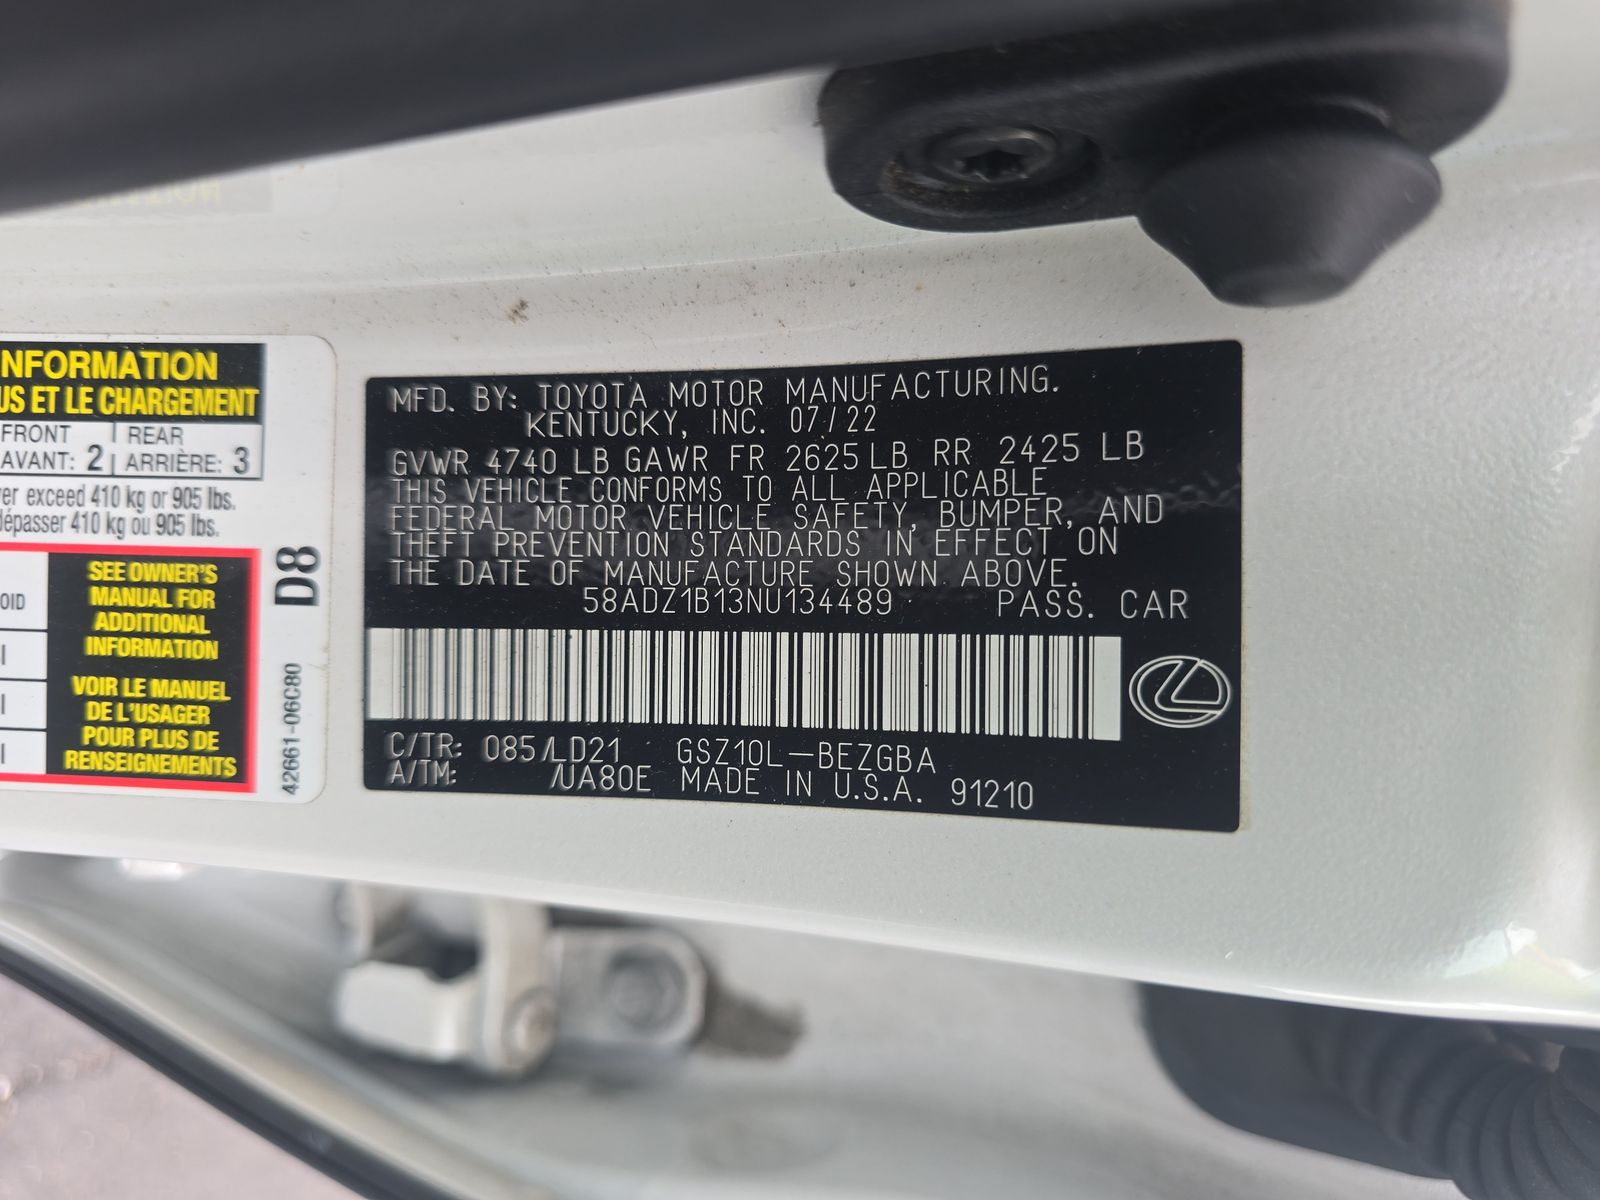 NFORMATION
US ET LE CHARGEMENT
FRONT REAR
AVANT: 2 ARRIÈRE: 3
er exceed 410 kg or 905 lbs.
dépasser 410 kg ou 905 lbs.
OID
SEE OWNER'S
MANUAL FOR
ADDITIONAL
INFORMATION
VOIR LE MANUEL
DE L'USAGER
POUR PLUS DE
RENSEIGNEMENTS
D8
42661-06C80
MFD. BY: TOYOTA MOTOR MANUFACTURING.
KENTUCKY, INC. 07/22
GVWR 4740 LB GAWR FR 2625 LB RR 2425 LB
THIS VEHICLE CONFORMS TO ALL APPLICABLE
FEDERAL MOTOR VEHICLE SAFETY, BUMPER, AND
THEFT PREVENTION STANDARDS IN EFFECT ON
THE DATE OF MANUFACTURE SHOWN ABOVE.
58ADZ1B13NU134489 PASS. CAR
C/TR: 085/LD21 GSZ10L-BEZGBA
A/TM: /UA80E MADE IN U.S.A. 91210